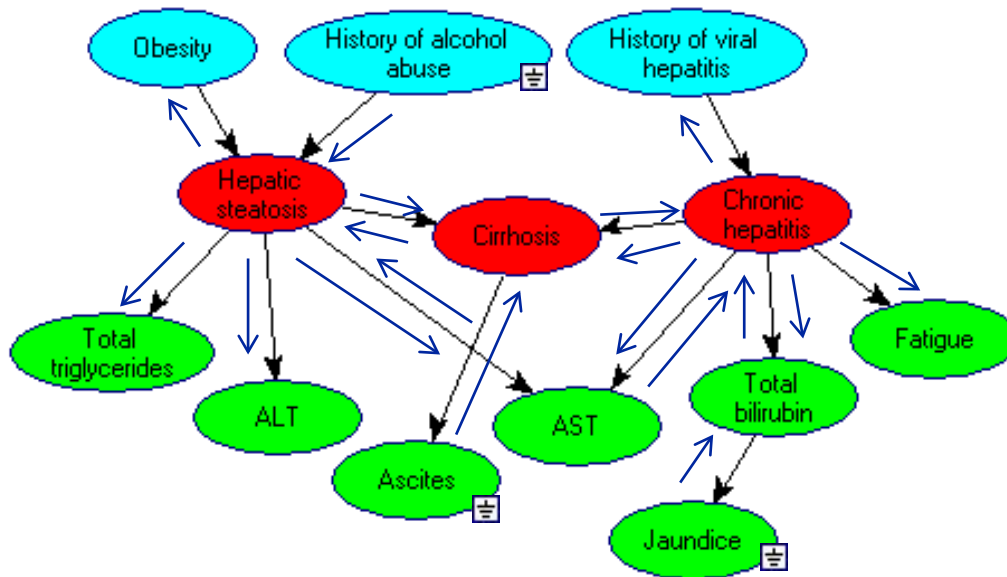 Obesity
History of alcohol
abuse
History of viral
hepatitis
Hepatic
steatosis
Cirrhosis
Chronic
hepatitis
Total
triglycerides
ALT
Ascites
AST
Total
bilirubin
Fatigue
Jaundice